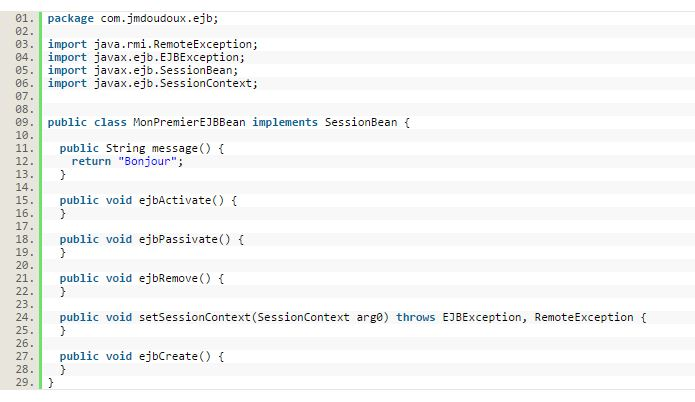 01. package com.jmdoudoux.ejb;
02.
03. import java.rmi.RemoteException;
04. import javax.ejb.EJBException;
05. import javax.ejb.SessionBean;
06. import javax.ejb.SessionContext;
07.
08.
09. public class MonPremierEJBBean implements SessionBean {
10.
11.   public String message() {
12.     return "Bonjour";
13.   }
14.
15.   public void ejbActivate() {
16.   }
17.
18.   public void ejbPassivate() {
19.   }
20.
21.   public void ejbRemove() {
22.   }
23.
24.   public void setSessionContext(SessionContext arg0) throws EJBException, RemoteException {
25.   }
26.
27.   public void ejbCreate() {
28.   }
29. }